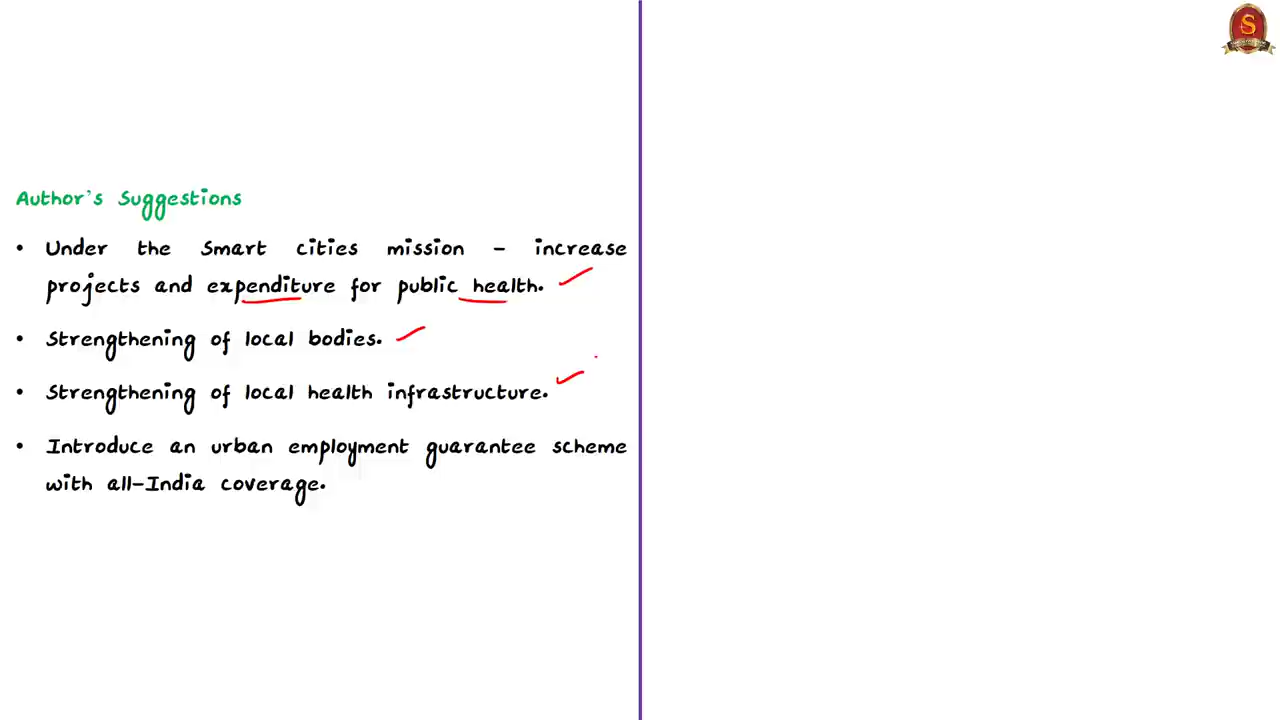 Author's Suggestions
• Under the Smart cities mission - increase
projects and expenditure for public health.
• Strengthening of local bodies.
• Strengthening of local health infrastructure.
• Introduce an urban employment guarantee scheme
with all-India coverage.
S